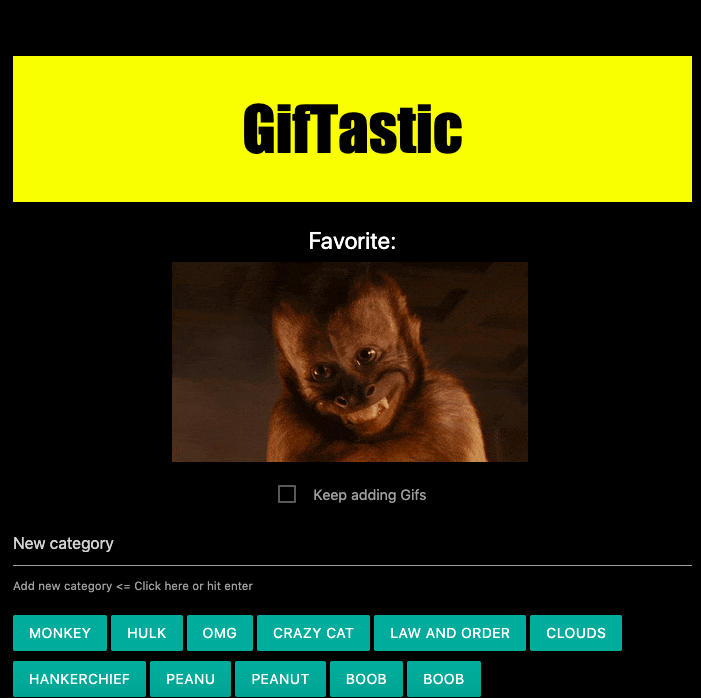 GifTastic
Favorite:
Keep adding Gifs
New category
Add new category <= Click here or hit enter
MONKEY HULK OMG CRAZY CAT LAW AND ORDER CLOUDS
HANKERCHIEF PEANU PEANUT BOOB BOOB